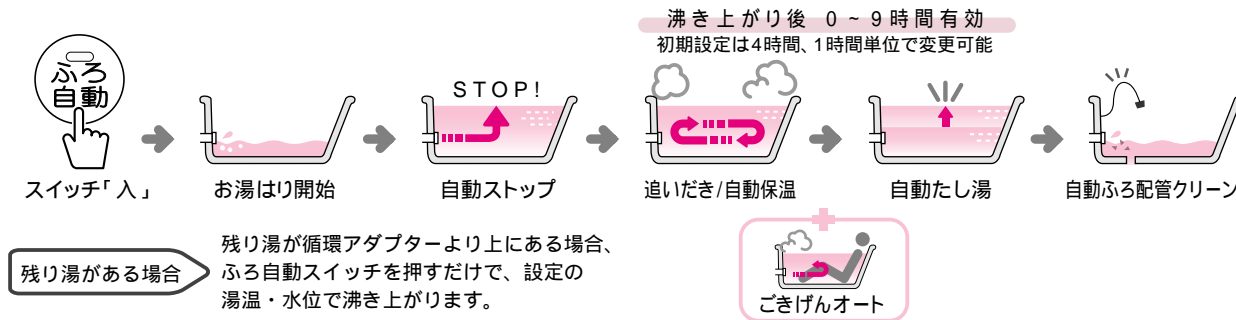 沸き上がり後 0～9時間有効
初期設定は4時間、1時間単位で変更可能
ふろ
自動
STOP!
スイッチ「入」
お湯はり開始
自動ストップ
追いだき/自動保温
自動たし湯
自動ふろ配管クリーン
ごきげんオート
残り湯がある場合
残り湯が循環アダプターより上にある場合、
ふろ自動スイッチを押すだけで、設定の
湯温・水位で沸き上がります。